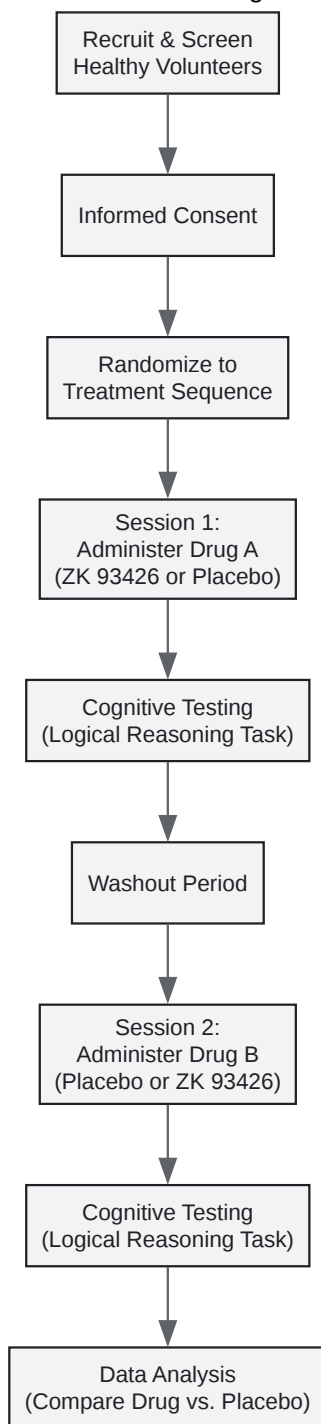 Recruit & Screen
Healthy Volunteers
Informed Consent
Randomize to
Treatment Sequence
Session 1:
Administer Drug A
(ZK 93426 or Placebo)
Cognitive Testing
(Logical Reasoning Task)
Washout Period
Session 2:
Administer Drug B
(Placebo or ZK 93426)
Cognitive Testing
(Logical Reasoning Task)
Data Analysis
(Compare Drug vs. Placebo)